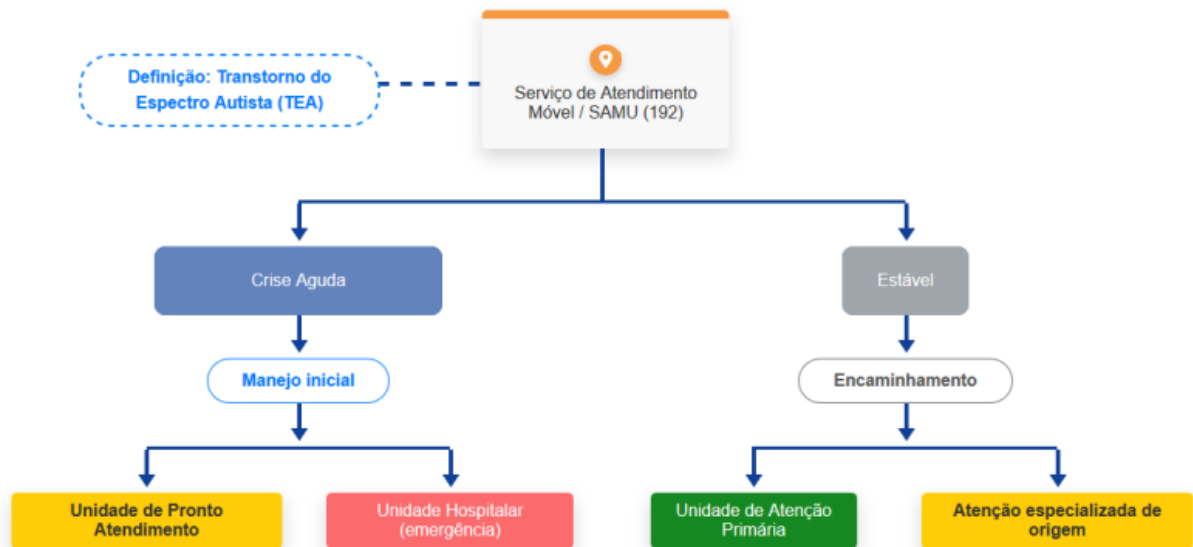 Definição: Transtorno do
Espectro Autista (TEA)
Serviço de Atendimento
Móvel / SAMU (192)
Crise Aguda
Estável
Manejo inicial
Encaminhamento
Unidade de Pronto
Atendimento
Unidade Hospitalar
(emergência)
Unidade de Atenção
Primária
Atenção especializada de
origem